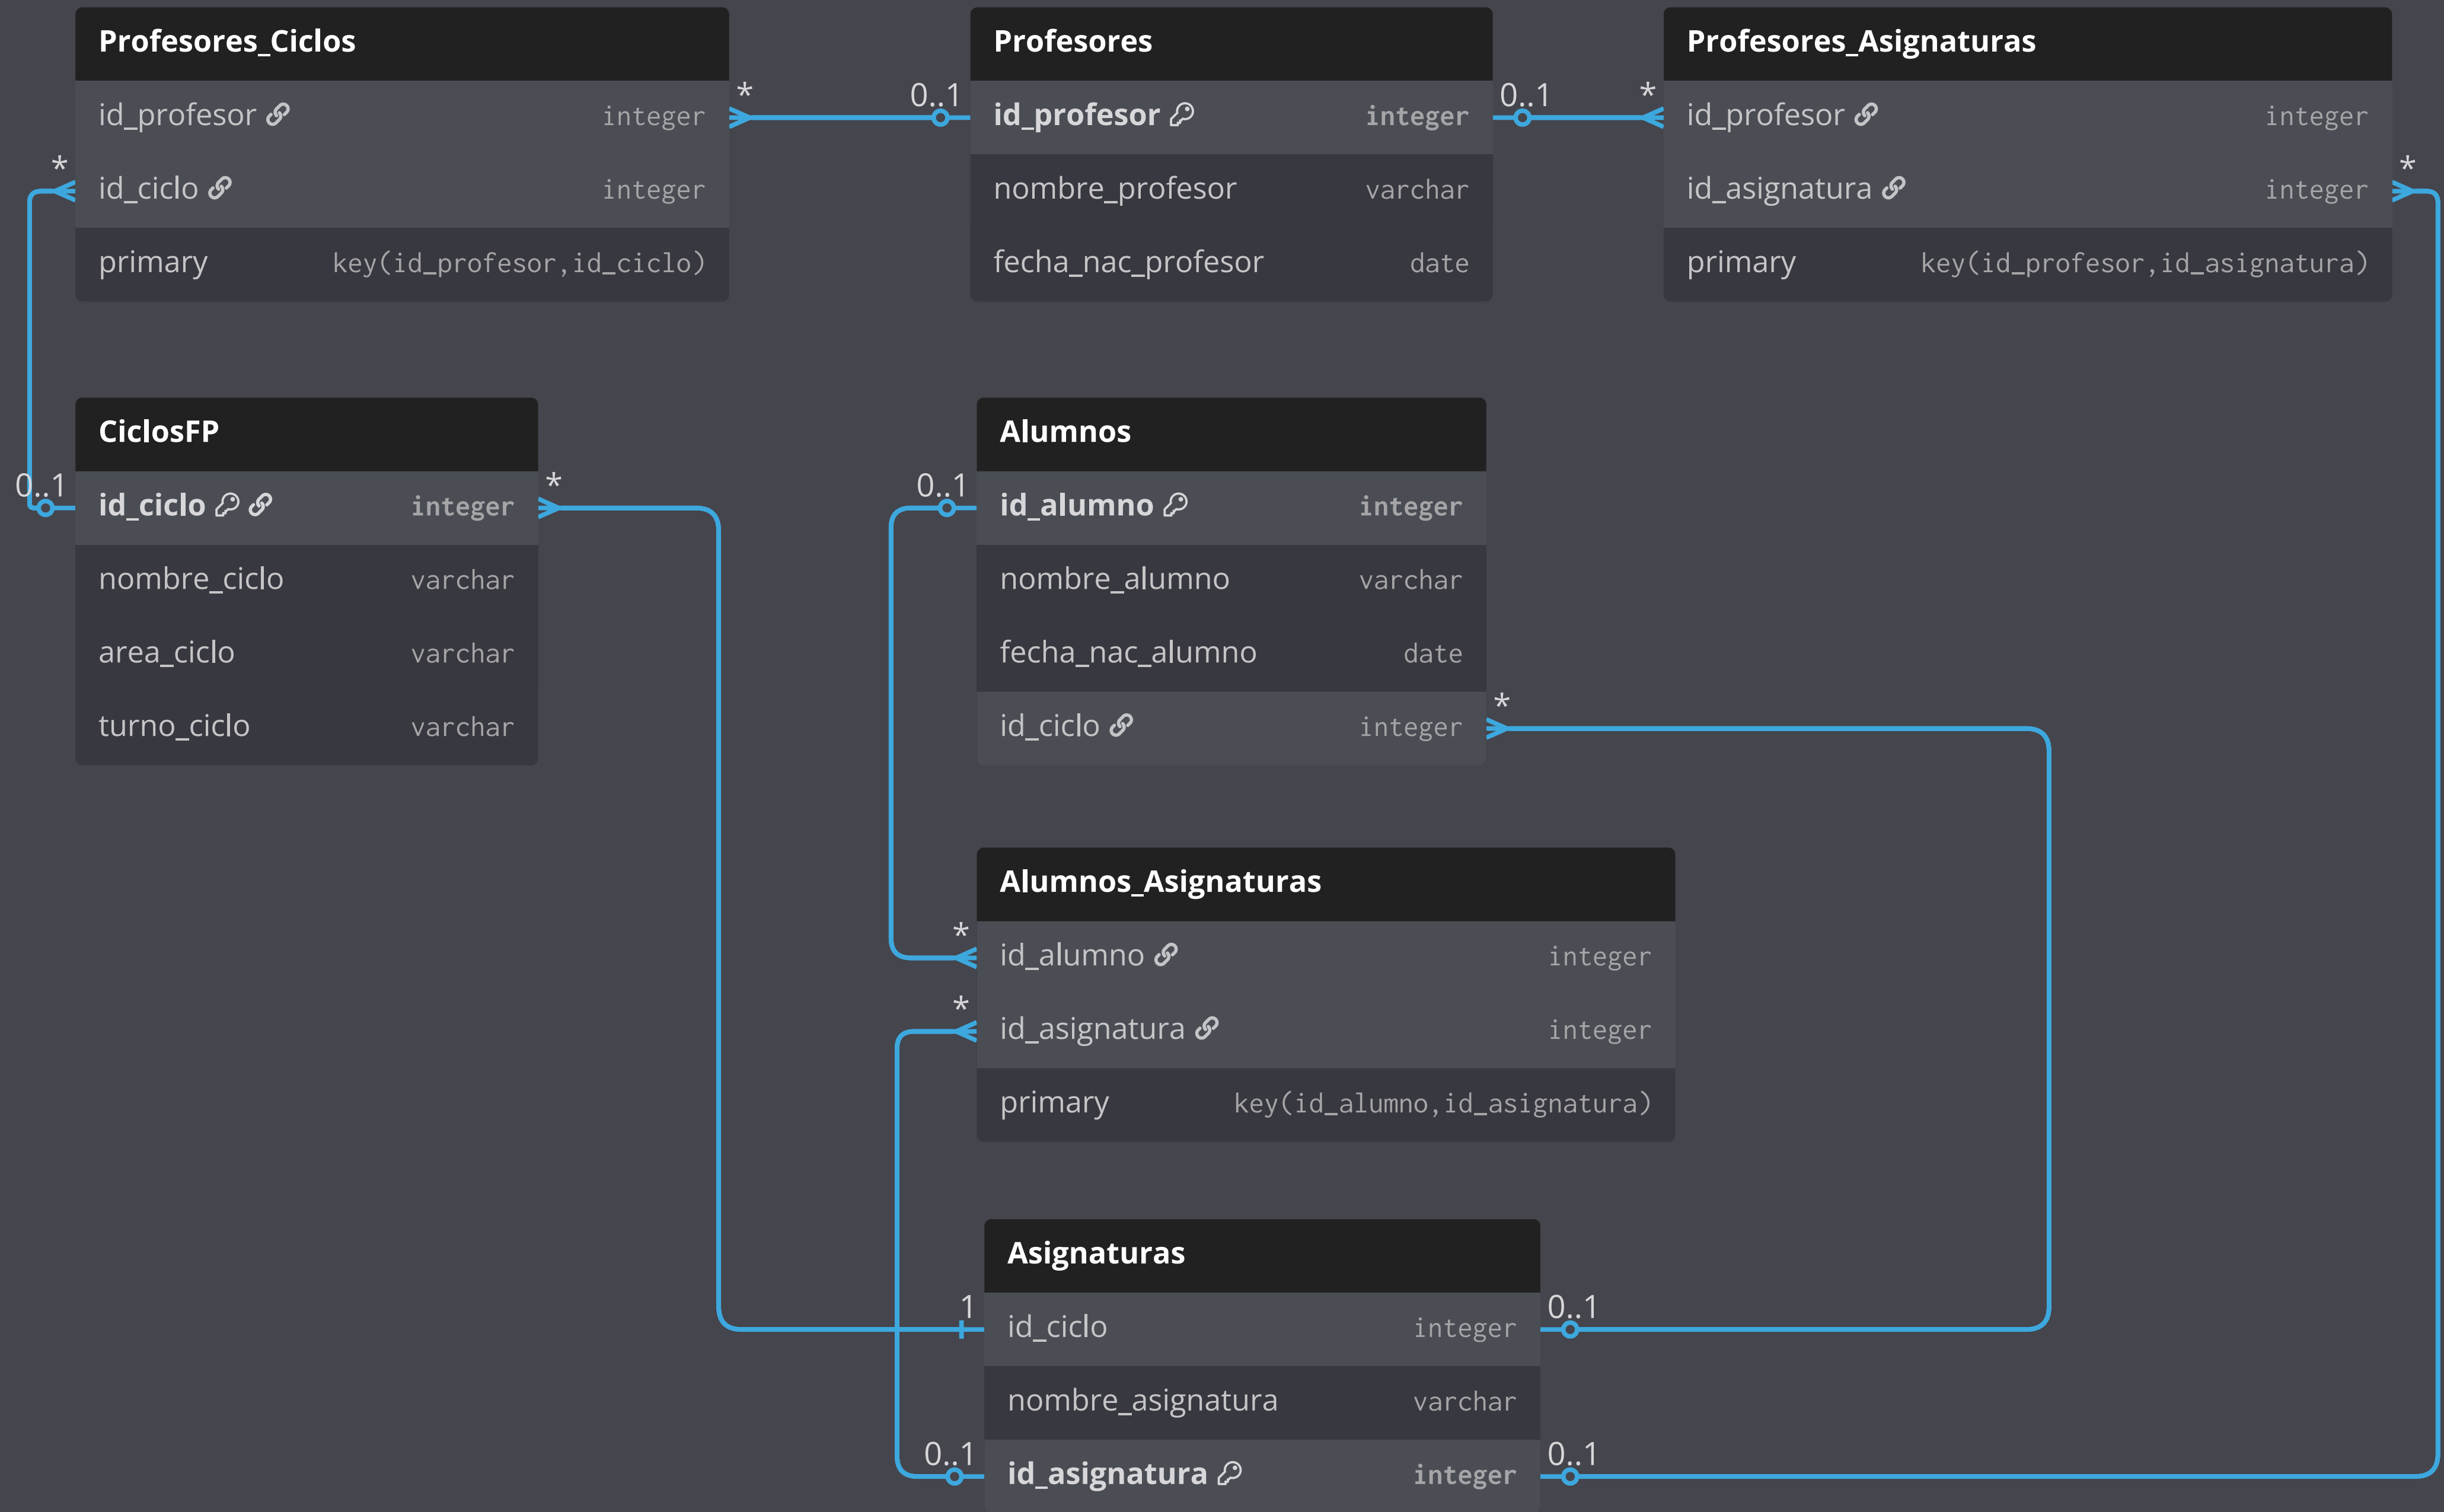 Profesores_Ciclos
id_profesor integer
id_ciclo integer
primary key(id_profesor,id_ciclo)
* 0..1
Profesores
id_profesor integer
nombre_profesor varchar
fecha_nac_profesor date
0..1 *
Profesores_Asignaturas
id_profesor integer
id_asignatura integer
primary key(id_profesor,id_asignatura)
*
*
CiclosFP
0..1
id_ciclo integer
*
nombre_ciclo varchar
area_ciclo varchar
turno_ciclo varchar
Alumnos
0..1
id_alumno integer
nombre_alumno varchar
fecha_nac_alumno date
id_ciclo integer
*
Alumnos_Asignaturas
*
id_alumno integer
*
id_asignatura integer
primary key(id_alumno,id_asignatura)
Asignaturas
1 0..1
id_ciclo integer
nombre_asignatura varchar
0..1 0..1
id_asignatura integer